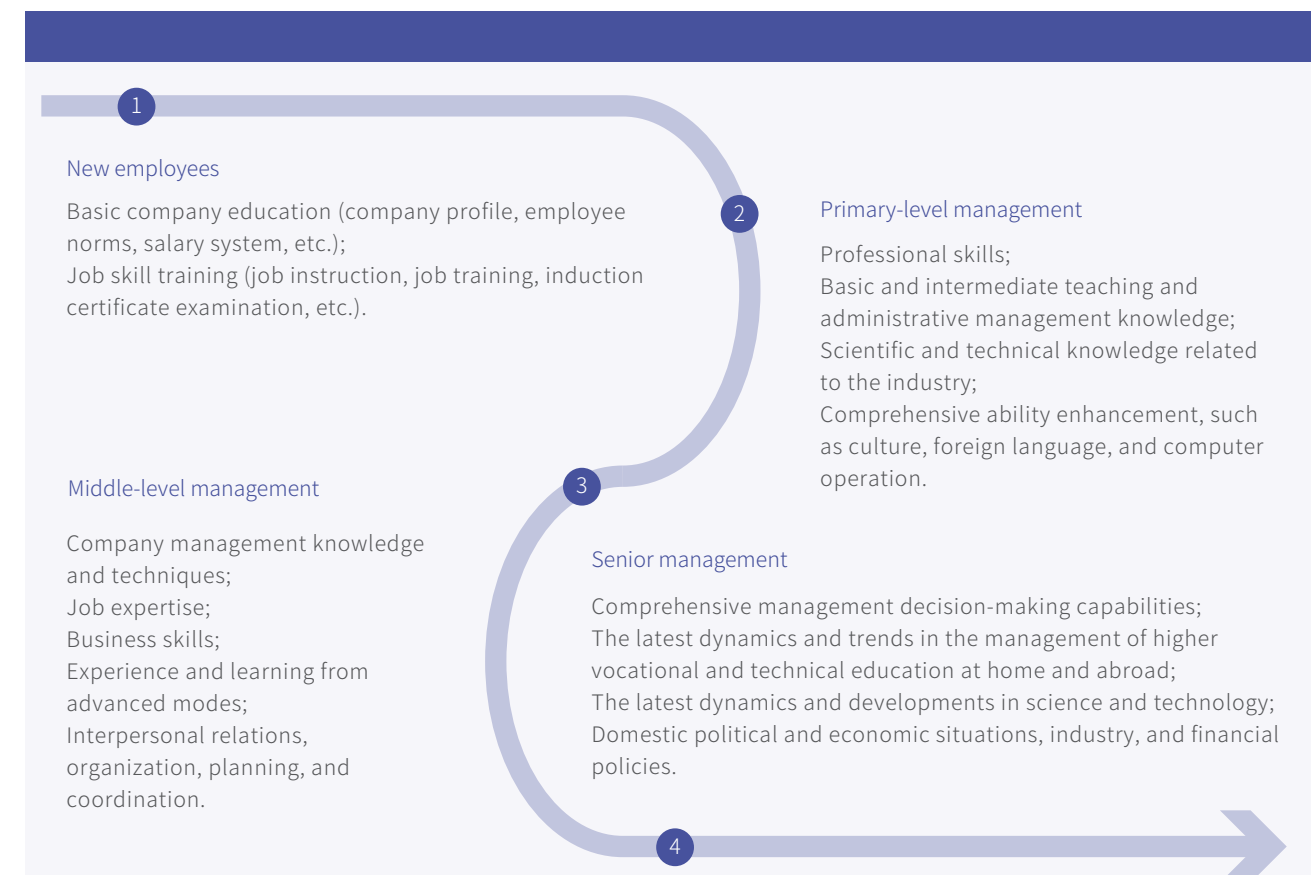 1
New employees
Basic company education (company profile, employee
norms, salary system, etc.);
Job skill training (job instruction, job training, induction
certificate examination, etc.).
2
Primary-level management
Professional skills;
Basic and intermediate teaching and
administrative management knowledge;
Scientific and technical knowledge related
to the industry;
Comprehensive ability enhancement, such
as culture, foreign language, and computer
operation.
3
Middle-level management
Company management knowledge
and techniques;
Job expertise;
Business skills;
Experience and learning from
advanced modes;
Interpersonal relations,
organization, planning, and
coordination.
Senior management
Comprehensive management decision-making capabilities;
The latest dynamics and trends in the management of higher
vocational and technical education at home and abroad;
The latest dynamics and developments in science and technology;
Domestic political and economic situations, industry, and financial
policies.
4